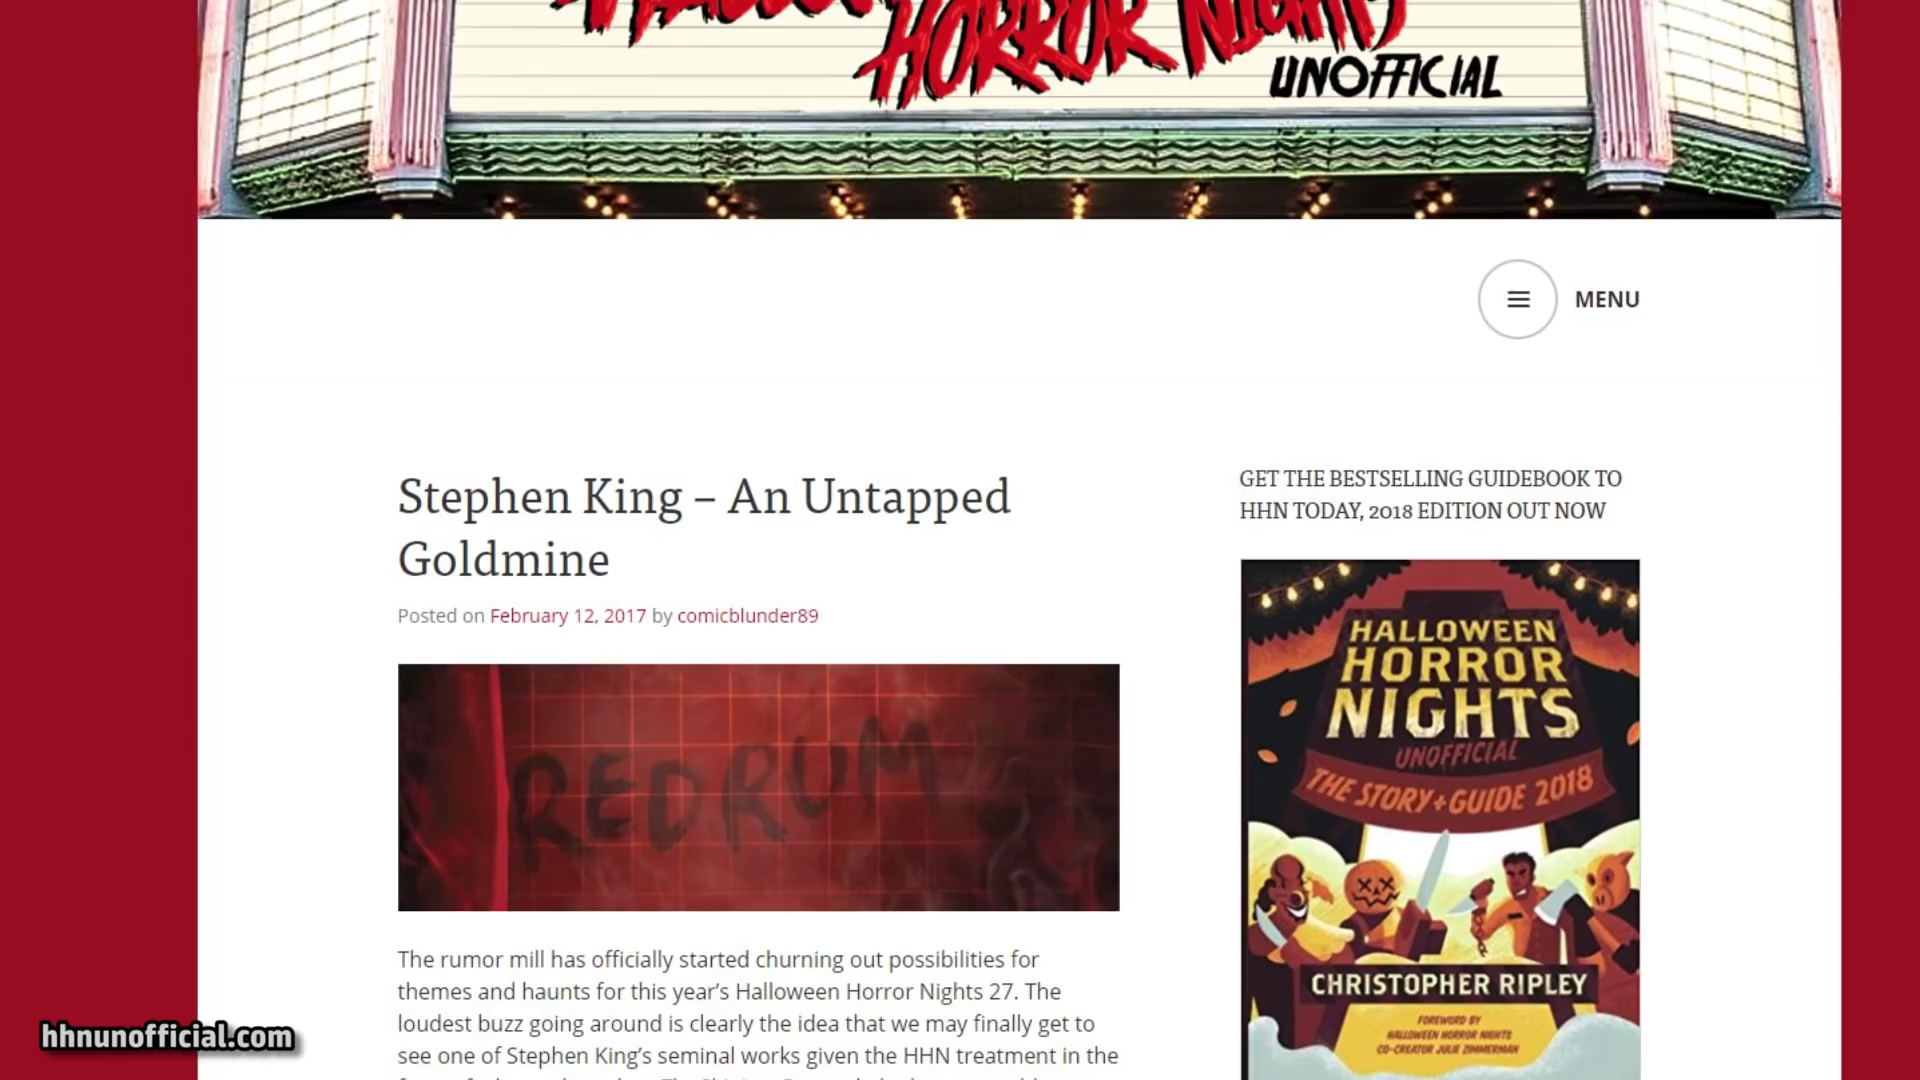 HORROR NIGHTS
UNOFFICIAL
MENU
Stephen King – An Untapped
Goldmine
Posted on February 12, 2017 by comicblunder89
REDRUM
The rumor mill has officially started churning out possibilities for
themes and haunts for this year’s Halloween Horror Nights 27. The
loudest buzz going around is clearly the idea that we may finally get to
see one of Stephen King’s seminal works given the HHN treatment in the
GET THE BESTSELLING GUIDEBOOK TO
HHN TODAY, 2018 EDITION OUT NOW
HALLOWEEN
HORROR
NIGHTS
UNOFFICIAL
THE STORY+GUIDE 2018
CHRISTOPHER RIPLEY
FOREWORD BY
HALLOWEEN HORROR NIGHTS
CO-CREATOR JULIE ZIMMERMAN
hhnunofficial.com